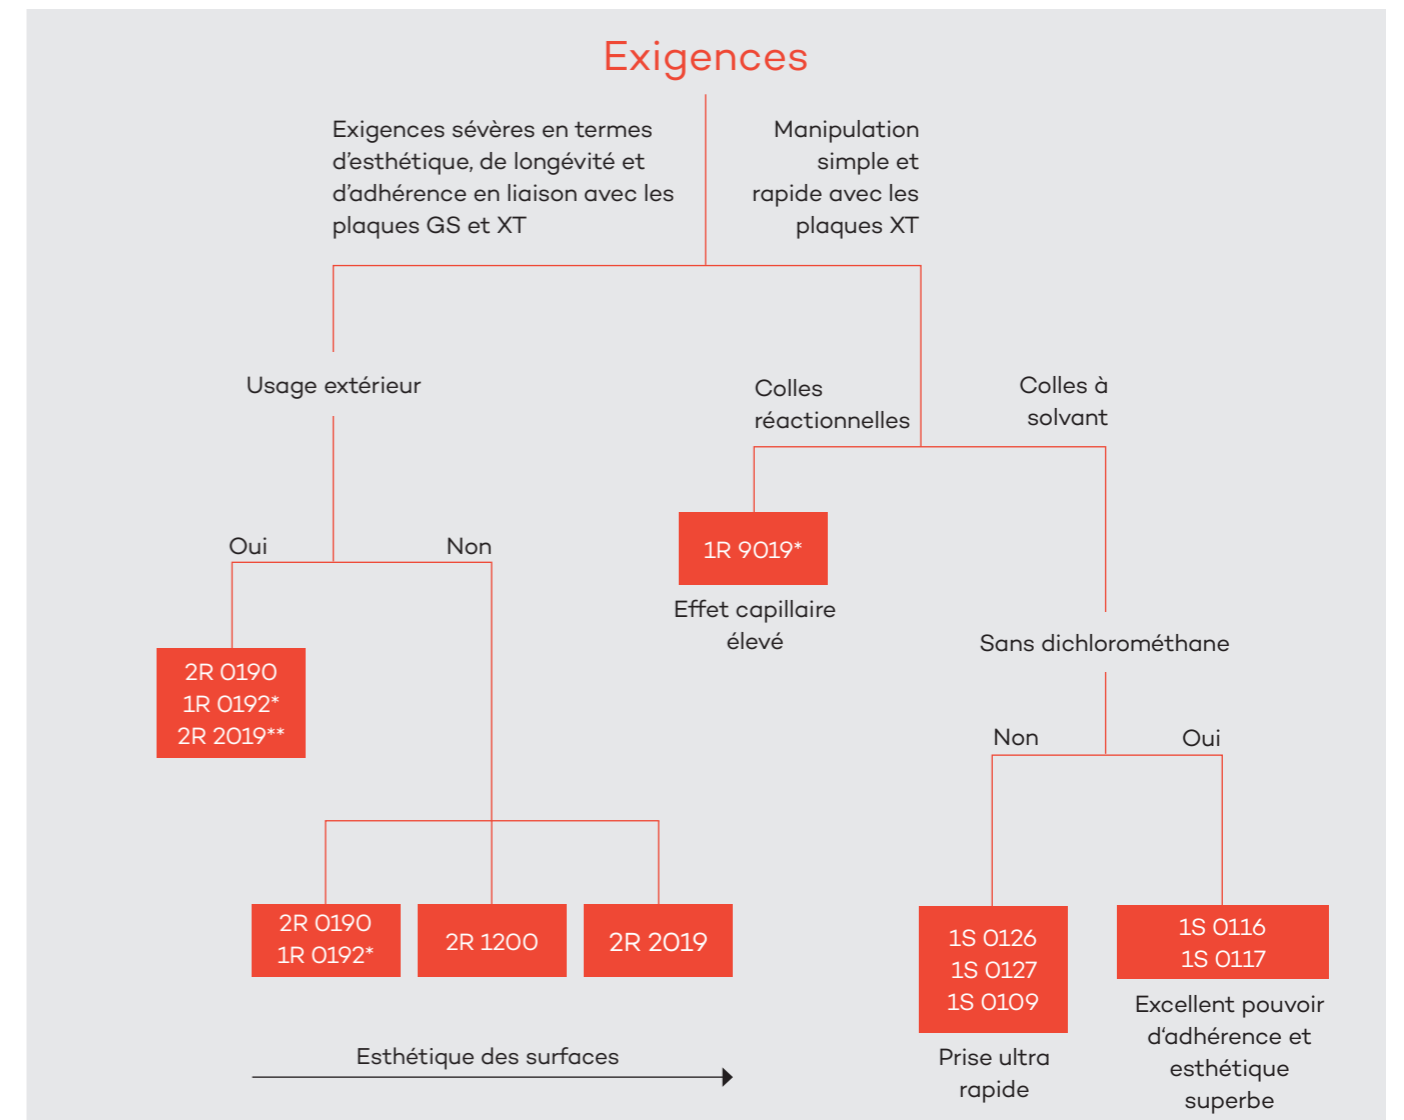 Exigences
Exigences sévères en termes
d’esthétique, de longévité et
d’adhérence en liaison avec les
plaques GS et XT
Manipulation
simple et
rapide avec les
plaques XT
Usage extérieur
Colles
réactionnelles
Colles à
solvant
Oui
Non
1R 9019*
Effet capillaire
élevé
Sans dichlorométhane
2R 0190
1R 0192*
2R 2019**
Non
Oui
2R 0190
1R 0192*
2R 1200
2R 2019
1S 0126
1S 0127
1S 0109
1S 0116
1S 0117
Esthétique des surfaces
Prise ultra
rapide
Excellent pouvoir
d‘adhérence et
esthétique
superbe